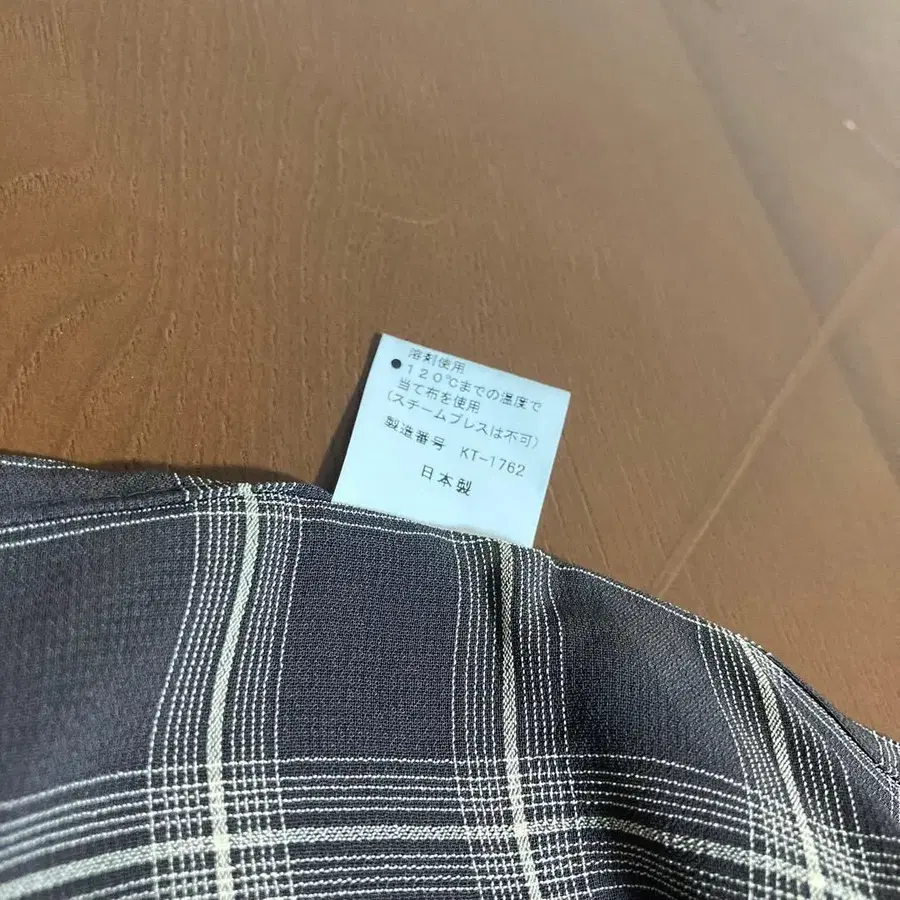 溶剤使用
●120℃までの温度で
当て布を使用
(スチームプレスは不可)
製造番号 KT-1762
日本製